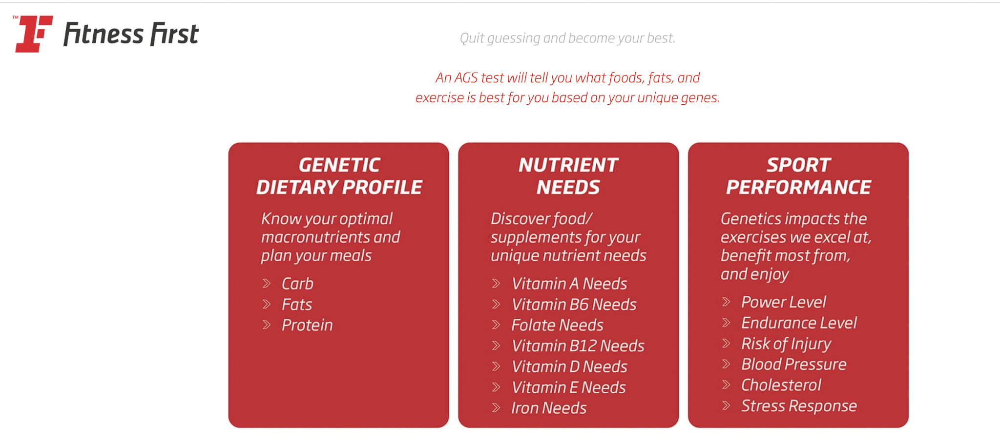 TM
Fitness First
Quit guessing and become your best.
An AGS test will tell you what foods, fats, and
exercise is best for you based on your unique genes.
GENETIC
DIETARY PROFILE
Know your optimal
macronutrients and
plan your meals
Carb
Fats
Protein
NUTRIENT
NEEDS
Discover food/
supplements for your
unique nutrient needs
Vitamin A Needs
Vitamin B6 Needs
Folate Needs
Vitamin B12 Needs
Vitamin D Needs
Vitamin E Needs
Iron Needs
SPORT
PERFORMANCE
Genetics impacts the
exercises we excel at,
benefit most from,
and enjoy
Power Level
Endurance Level
Risk of Injury
Blood Pressure
Cholesterol
Stress Response